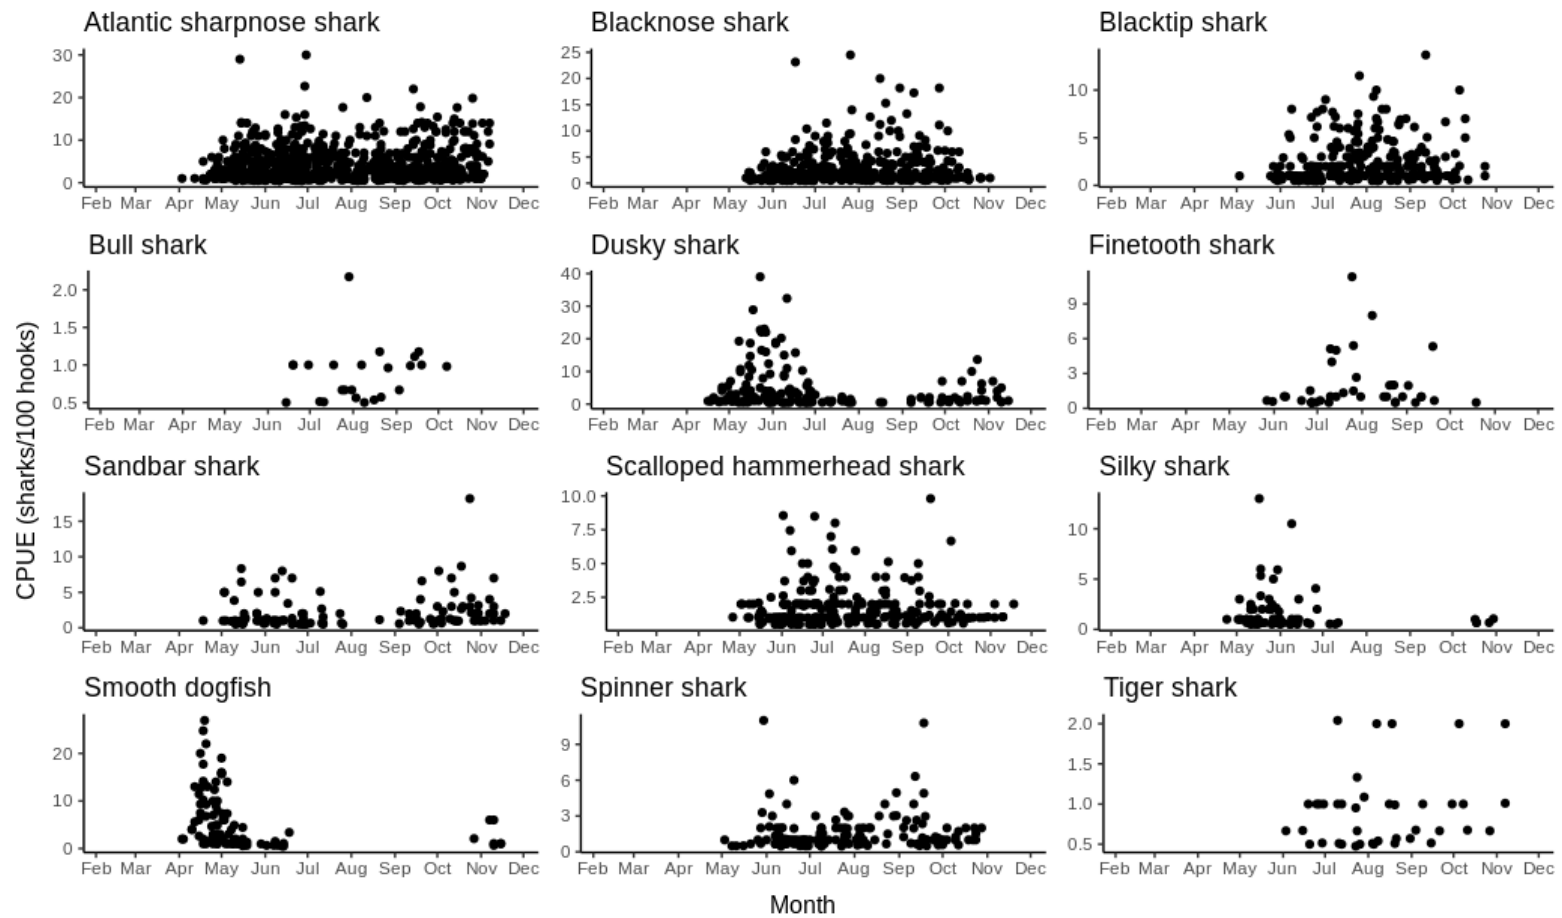 Atlantic sharpnose shark Blacknose shark Blacktip shark
30
20
10
0
Feb Mar Apr May Jun Jul Aug Sep Oct Nov Dec
25
20
15
10
5
0
Feb Mar Apr May Jun Jul Aug Sep Oct Nov Dec
10
5
0
Feb Mar Apr May Jun Jul Aug Sep Oct Nov Dec
Bull shark Dusky shark Finetooth shark
2.0
1.5
1.0
0.5
Feb Mar Apr May Jun Jul Aug Sep Oct Nov Dec
40
30
20
10
0
Feb Mar Apr May Jun Jul Aug Sep Oct Nov Dec
9
6
3
0
Feb Mar Apr May Jun Jul Aug Sep Oct Nov Dec
CPUE (sharks/100 hooks)
Sandbar shark Scalloped hammerhead shark Silky shark
15
10
5
0
Feb Mar Apr May Jun Jul Aug Sep Oct Nov Dec
10.0
7.5
5.0
2.5
Feb Mar Apr May Jun Jul Aug Sep Oct Nov Dec
10
5
0
Feb Mar Apr May Jun Jul Aug Sep Oct Nov Dec
Smooth dogfish Spinner shark Tiger shark
20
10
0
Feb Mar Apr May Jun Jul Aug Sep Oct Nov Dec
9
6
3
0
Feb Mar Apr May Jun Jul Aug Sep Oct Nov Dec
2.0
1.5
1.0
0.5
Feb Mar Apr May Jun Jul Aug Sep Oct Nov Dec
Month